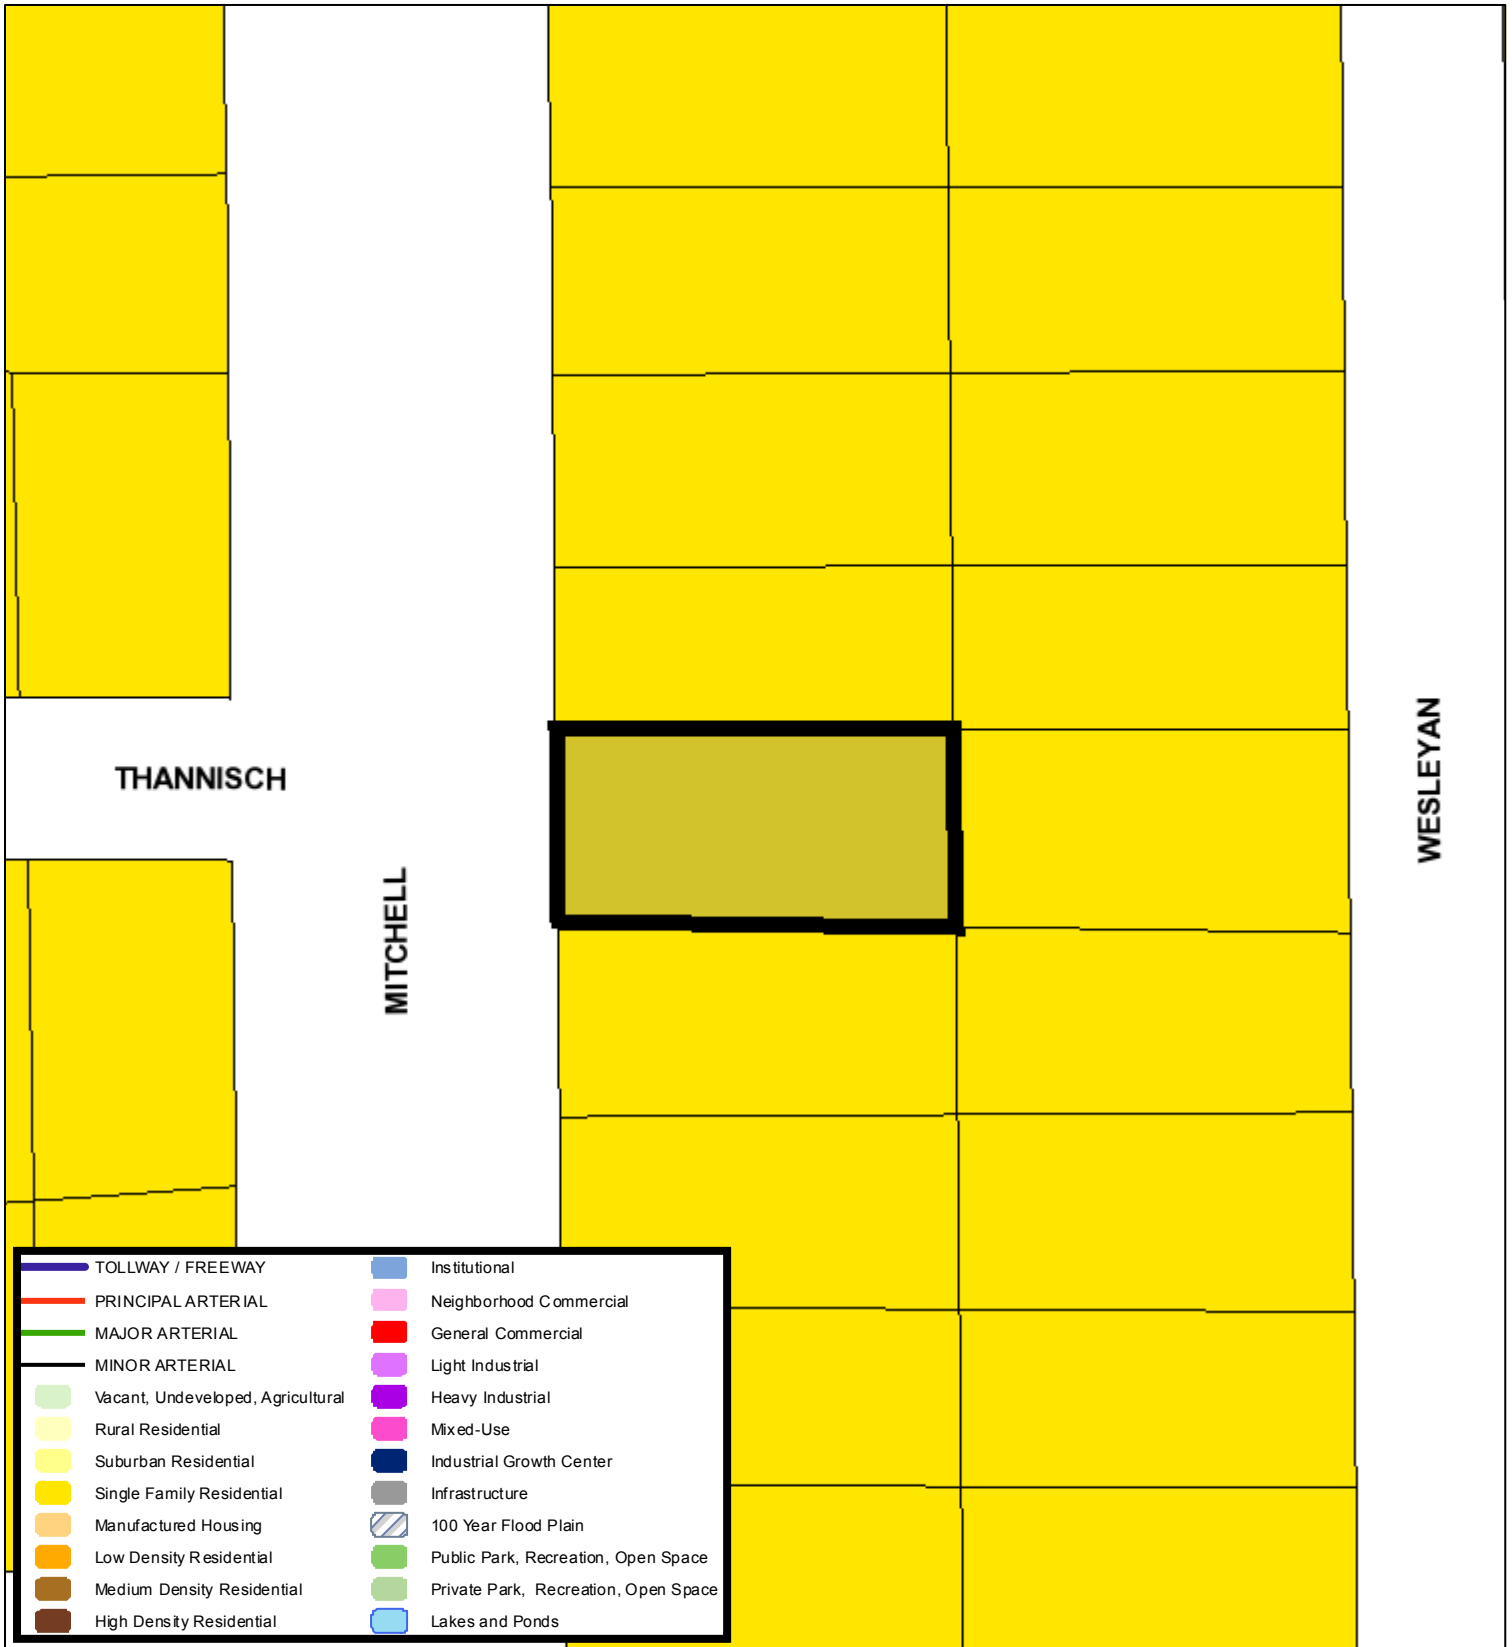 THANNISCH
WESLEYAN
MITCHELL
TOLLWAY / FREEWAY
PRINCIPAL ARTERIAL
MAJOR ARTERIAL
MINOR ARTERIAL
Vacant, Undeveloped, Agricultural
Rural Residential
Suburban Residential
Single Family Residential
Manufactured Housing
Low Density Residential
Medium Density Residential
High Density Residential
Institutional
Neighborhood Commercial
General Commercial
Light Industrial
Heavy Industrial
Mixed-Use
Industrial Growth Center
Infrastructure
100 Year Flood Plain
Public Park, Recreation, Open Space
Private Park, Recreation, Open Space
Lakes and Ponds